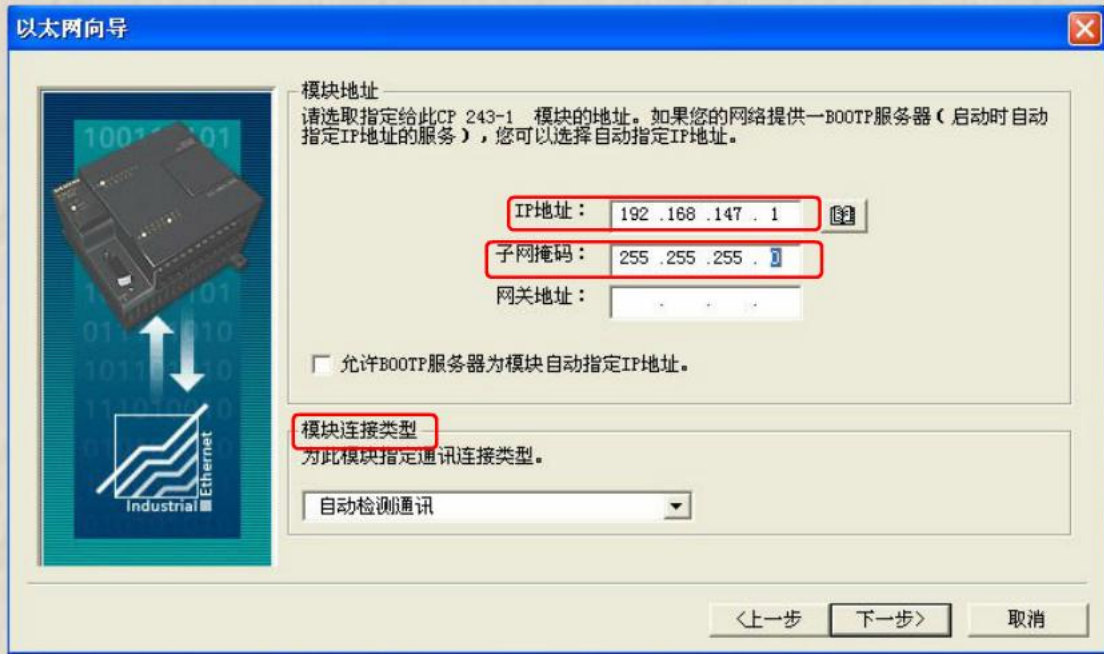 以太网向导
模块地址
请选取指定给此CP 243-1 模块的地址。如果您的网络提供一BOOTP服务器（启动时自动
指定IP地址的服务），您可以选择自动指定IP地址。
IP地址： 192 .168 .147 . 1
子网掩码： 255 .255 .255 . 0
网关地址： . . .
允许BOOTP服务器为模块自动指定IP地址。
模块连接类型
为此模块指定通讯连接类型。
自动检测通讯
Industrial Ethernet
<上一步 下一步> 取消